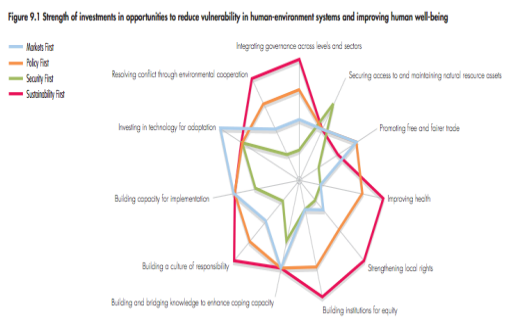 Figure 9.1 Strength of investments in opportunities to reduce vulnerability in human-environment systems and improving human well-being
Markets First
Policy First
Security First
Sustainability First
Integrating governance across levels and sectors
Resolving conflict through environmental cooperation
Securing access to and maintaining natural resource assets
Investing in technology for adaptation
Promoting free and fairer trade
Building capacity for implementation
Improving health
Building a culture of responsibility
Strengthening local rights
Building and bridging knowledge to enhance coping capacity
Building institutions for equity